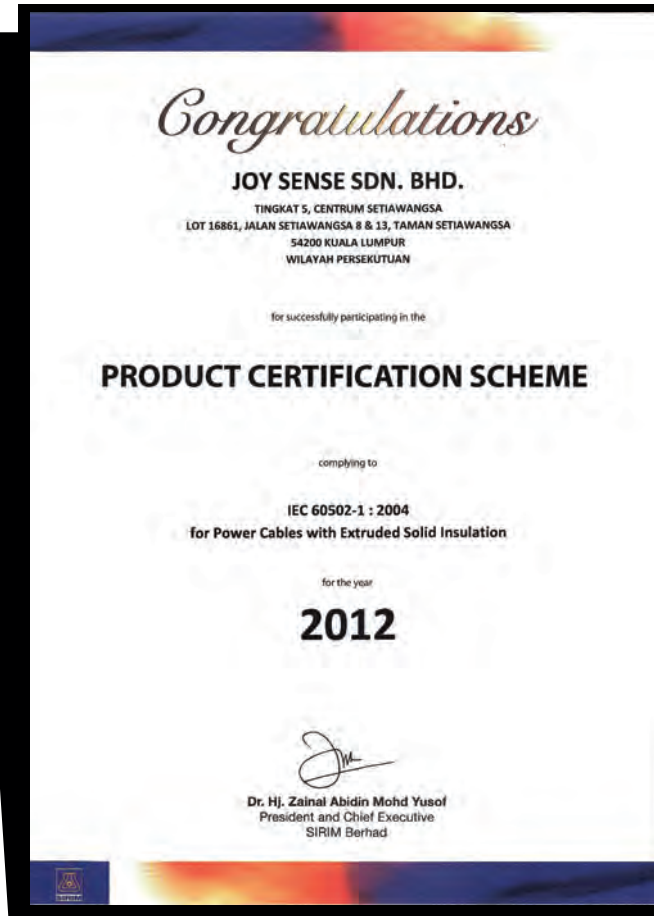 Congratulations
JOY SENSE SDN. BHD.
TINGKAT 5, CENTRUM SETIAWANGSA
LOT 16861, JALAN SETIAWANGSA 8 & 13, TAMAN SETIAWANGSA
54200 KUALA LUMPUR
WILAYAH PERSEKUTUAN
for successfully participating in the
PRODUCT CERTIFICATION SCHEME
complying to
IEC 60502-1 : 2004
for Power Cables with Extruded Solid Insulation
for the year
2012
Dr. Hj. Zainal Abidin Mohd Yusof
President and Chief Executive
SIRIM Berhad